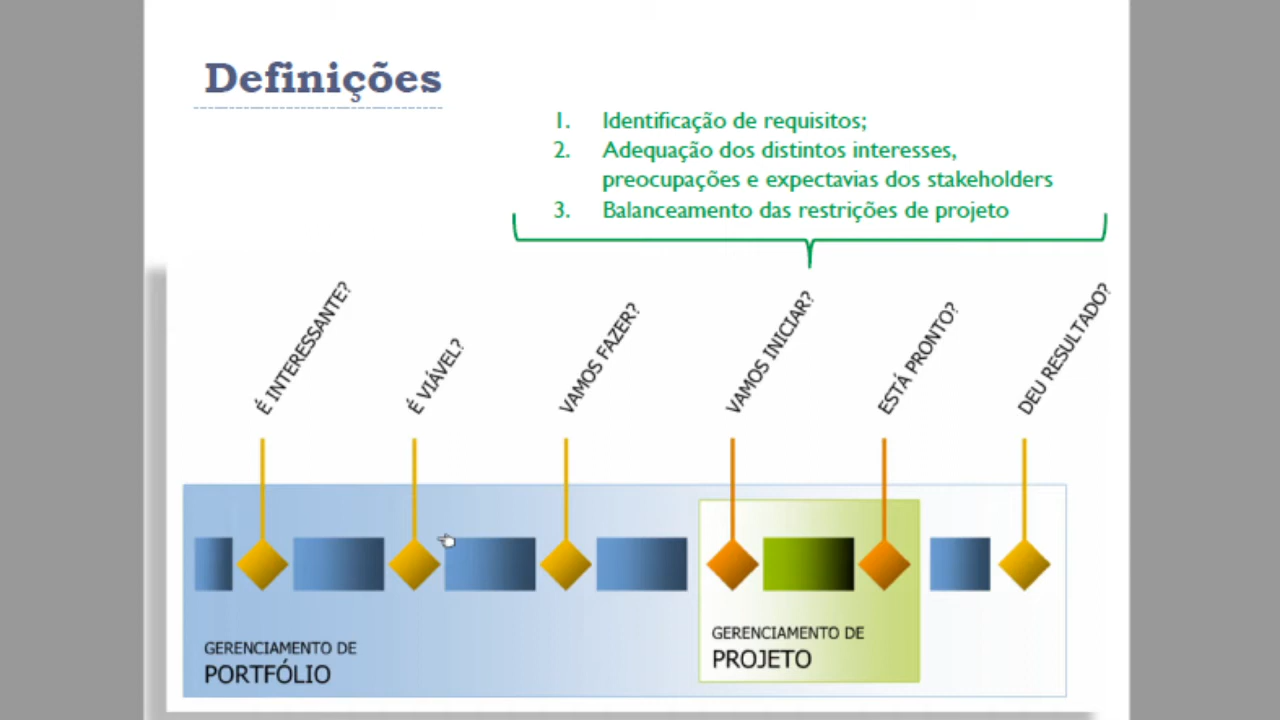 Definições
1. Identificação de requisitos;
2. Adequação dos distintos interesses,
preocupações e expectavias dos stakeholders
3. Balanceamento das restrições de projeto
É INTERESSANTE?
É VIÁVEL?
VAMOS FAZER?
VAMOS INICIAR?
ESTÁ PRONTO?
DEU RESULTADO?
GERENCIAMENTO DE
PORTFÓLIO
GERENCIAMENTO DE
PROJETO